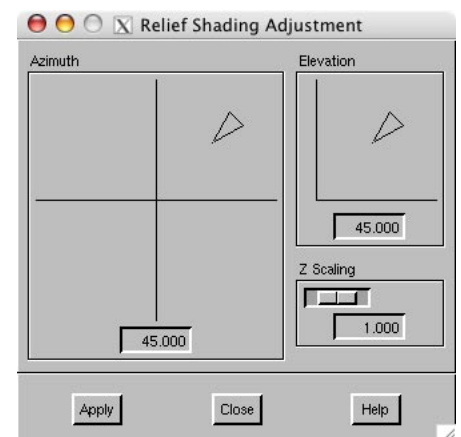 Relief Shading Adjustment
Azimuth
45.000
Elevation
45.000
Z Scaling
1.000
Apply Close Help